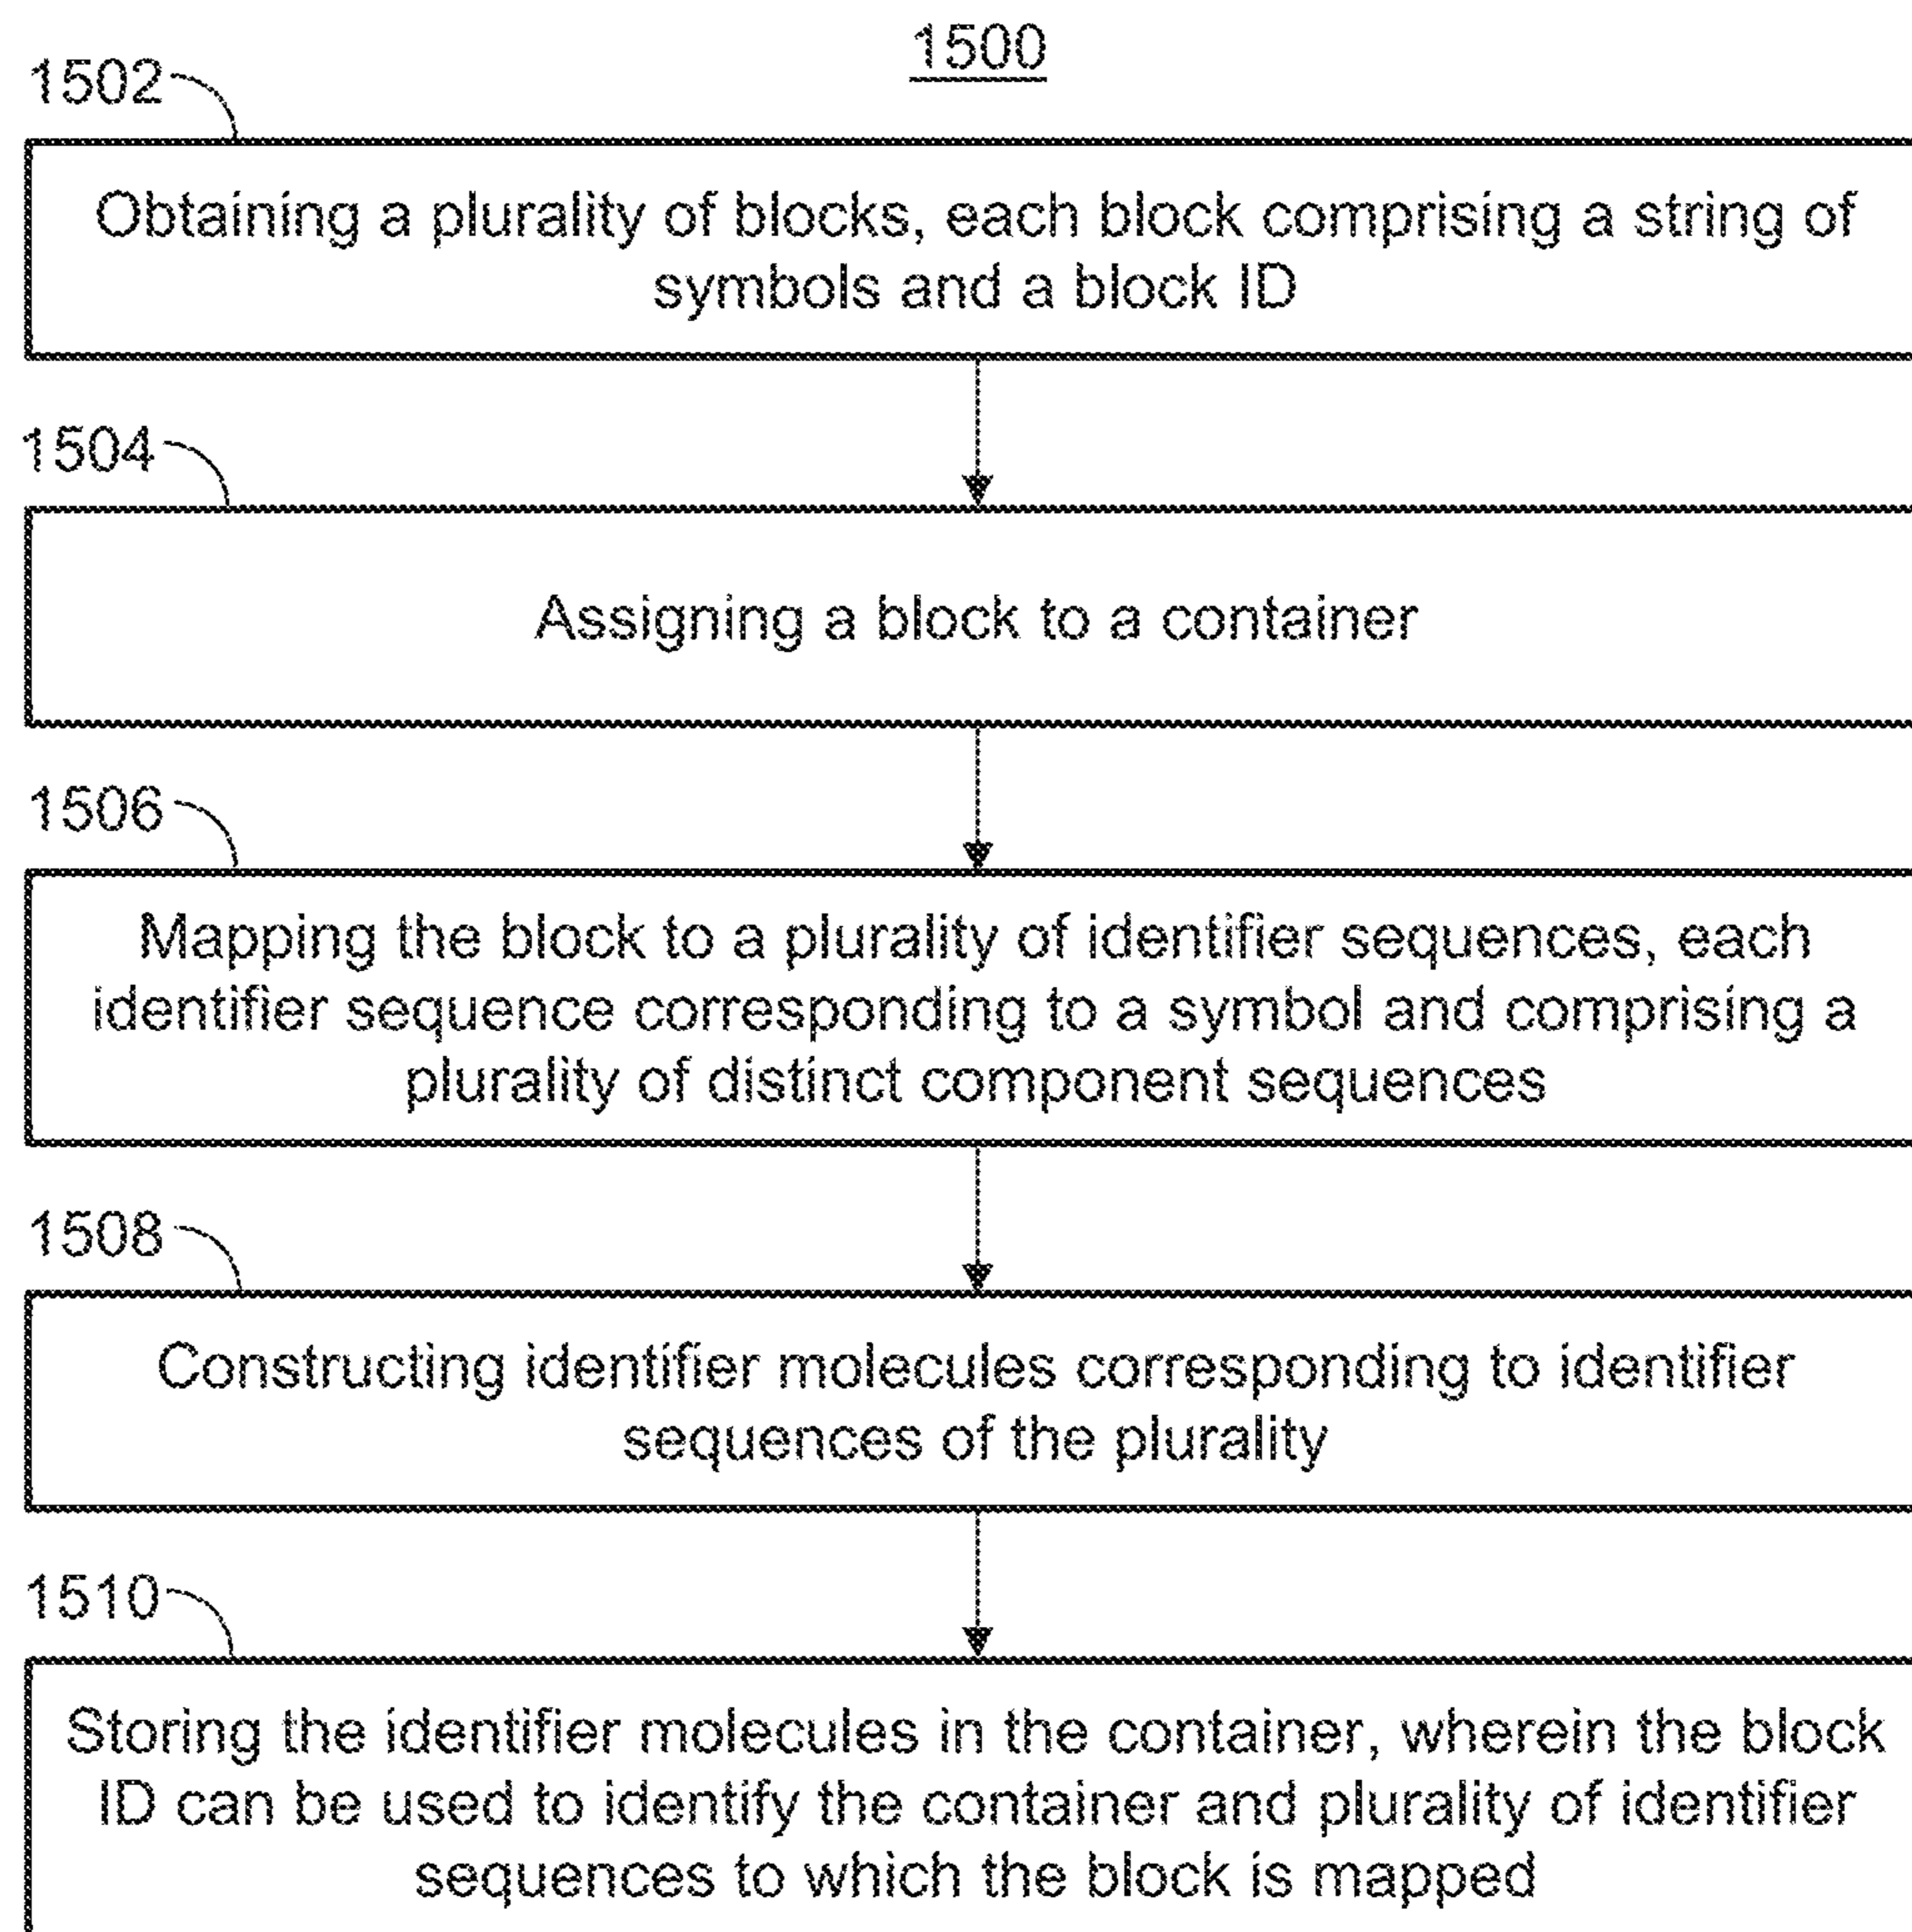 1500
1502
Obtaining a plurality of blocks, each block comprising a string of
symbols and a block ID
1504
Assigning a block to a container
1506
Mapping the block to a plurality of identifier sequences, each
identifier sequence corresponding to a symbol and comprising a
plurality of distinct component sequences
1508
Constructing identifier molecules corresponding to identifier
sequences of the plurality
1510
Storing the identifier molecules in the container, wherein the block
ID can be used to identify the container and plurality of identifier
sequences to which the block is mapped